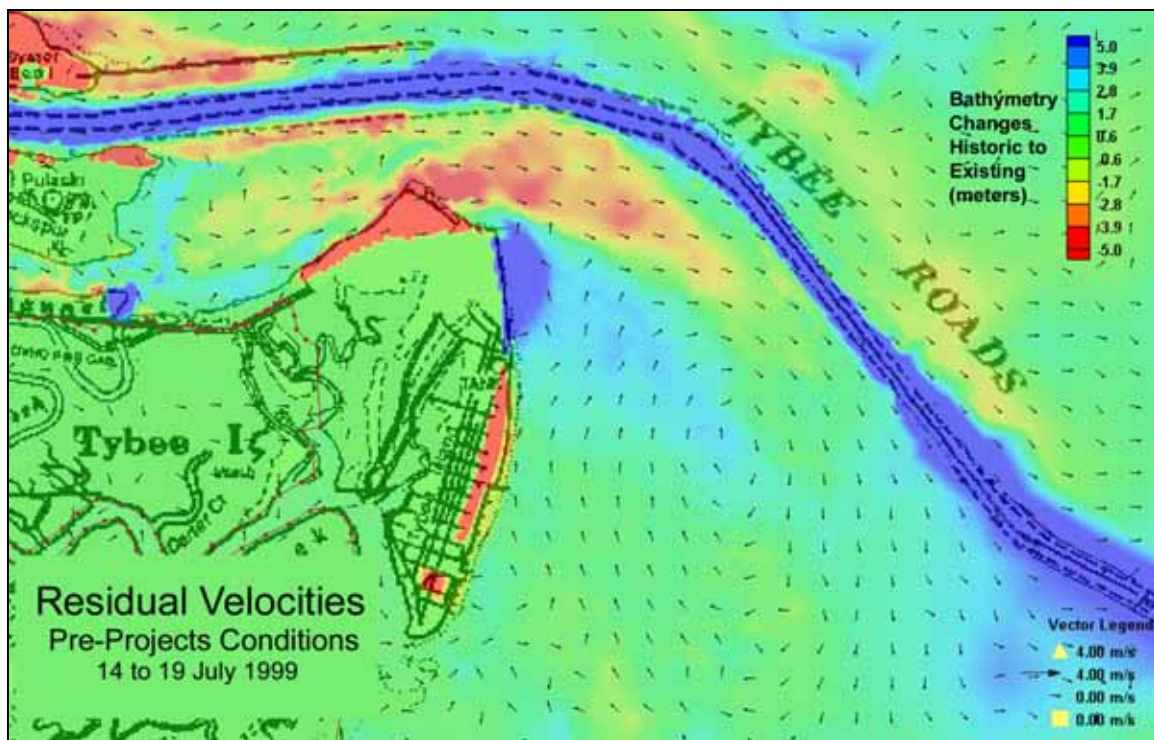 TYBEE
ROADS
Bathymetry
Changes
Historic to
Existing
(meters)
5.0
3.9
2.8
1.7
0.6
-0.6
-1.7
-2.8
-3.9
-5.0
Pulaski
Tybee I
Residual Velocities
Pre-Projects Conditions
14 to 19 July 1999
Vector Legend
4.00 m/s
4.00 m/s
0.00 m/s
0.00 m/s